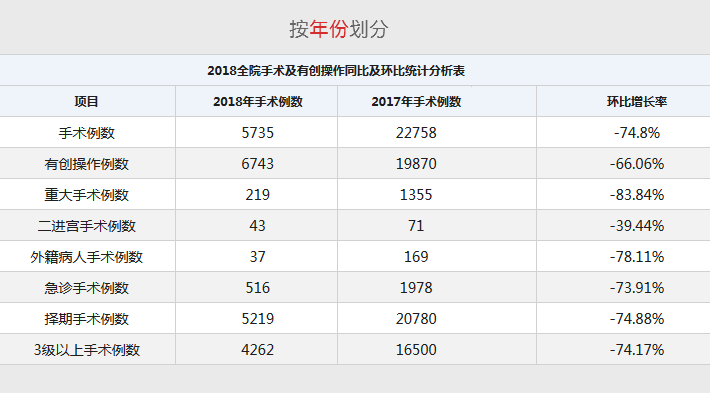 按年份划分
2018全院手术及有创操作同比及环比统计分析表
项目 2018年手术例数 2017年手术例数 环比增长率
手术例数 5735 22758 -74.8%
有创操作例数 6743 19870 -66.06%
重大手术例数 219 1355 -83.84%
二进宫手术例数 43 71 -39.44%
外籍病人手术例数 37 169 -78.11%
急诊手术例数 516 1978 -73.91%
择期手术例数 5219 20780 -74.88%
3级以上手术例数 4262 16500 -74.17%